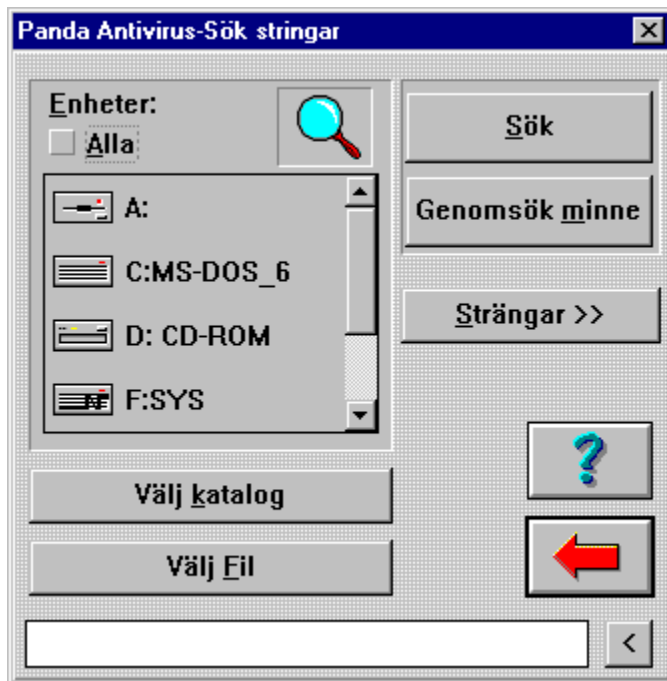 Panda Antivirus-Sök stringar
Enheter:
Alla
A:
C:MS-DOS_6
D: CD-ROM
F:SYS
Välj katalog
Välj Fil
Sök
Genomsök minne
Strängar >>
?
<